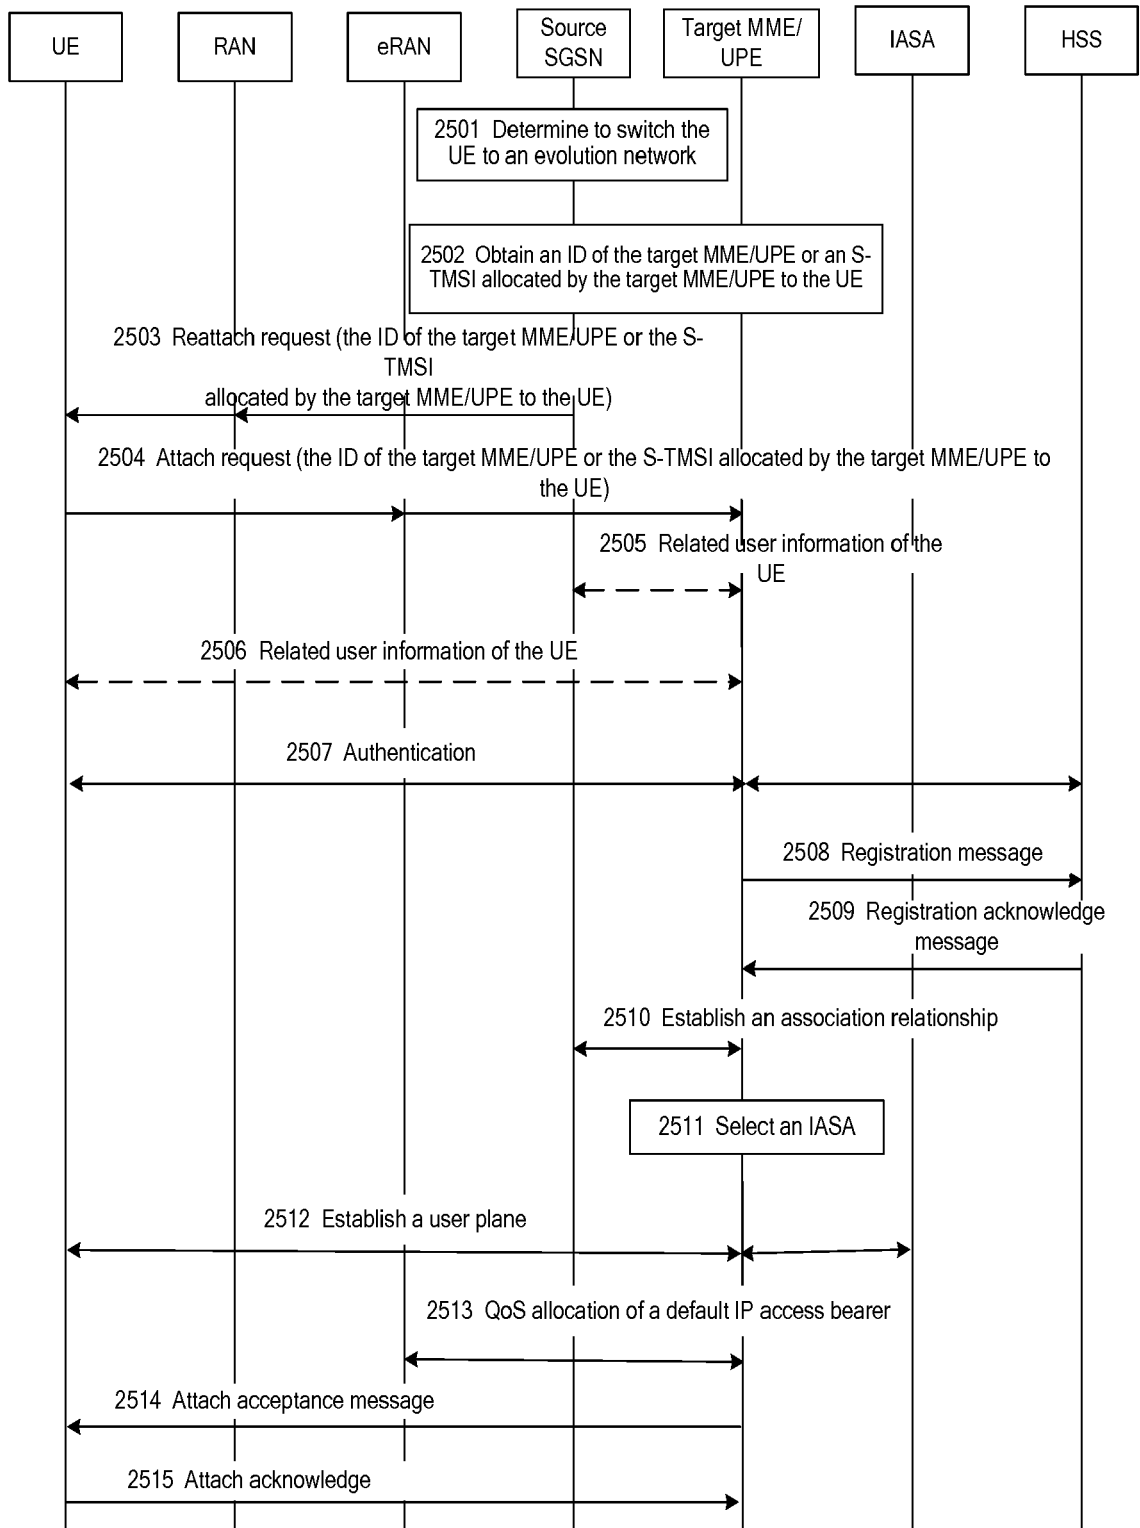 UE
RAN
eRAN
Source
SGSN
Target MME/
UPE
IASA
HSS
2501 Determine to switch the
UE to an evolution network
2502 Obtain an ID of the target MME/UPE or an S-
TMSI allocated by the target MME/UPE to the UE
2503 Reattach request (the ID of the target MME/UPE or the S-
TMSI
allocated by the target MME/UPE to the UE)
2504 Attach request (the ID of the target MME/UPE or the S-TMSI allocated by the target MME/UPE to
the UE)
2505 Related user information of the
UE
2506 Related user information of the UE
2507 Authentication
2508 Registration message
2509 Registration acknowledge
message
2510 Establish an association relationship
2511 Select an IASA
2512 Establish a user plane
2513 QoS allocation of a default IP access bearer
2514 Attach acceptance message
2515 Attach acknowledge